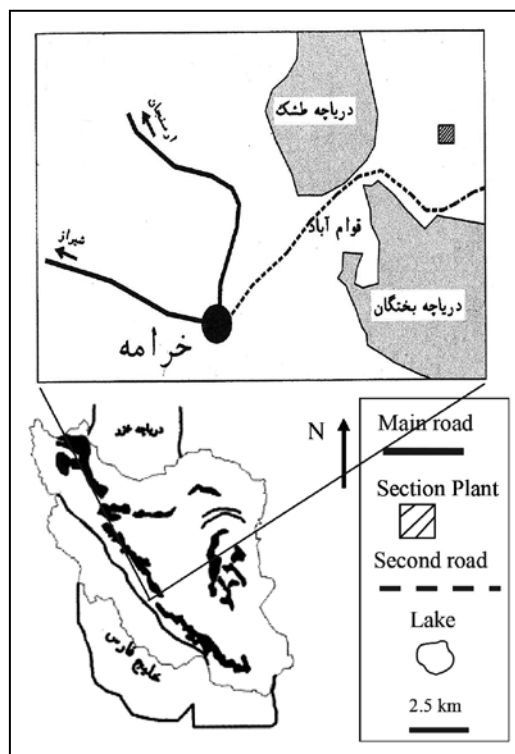 دریاچه طشک
ارسنجان
قوام آباد
شیراز
دریاچه بختگان
خرامه
دریاچه خزر
N
Main road
Section Plant
Second road
Lake
2.5 km
خلیج فارس